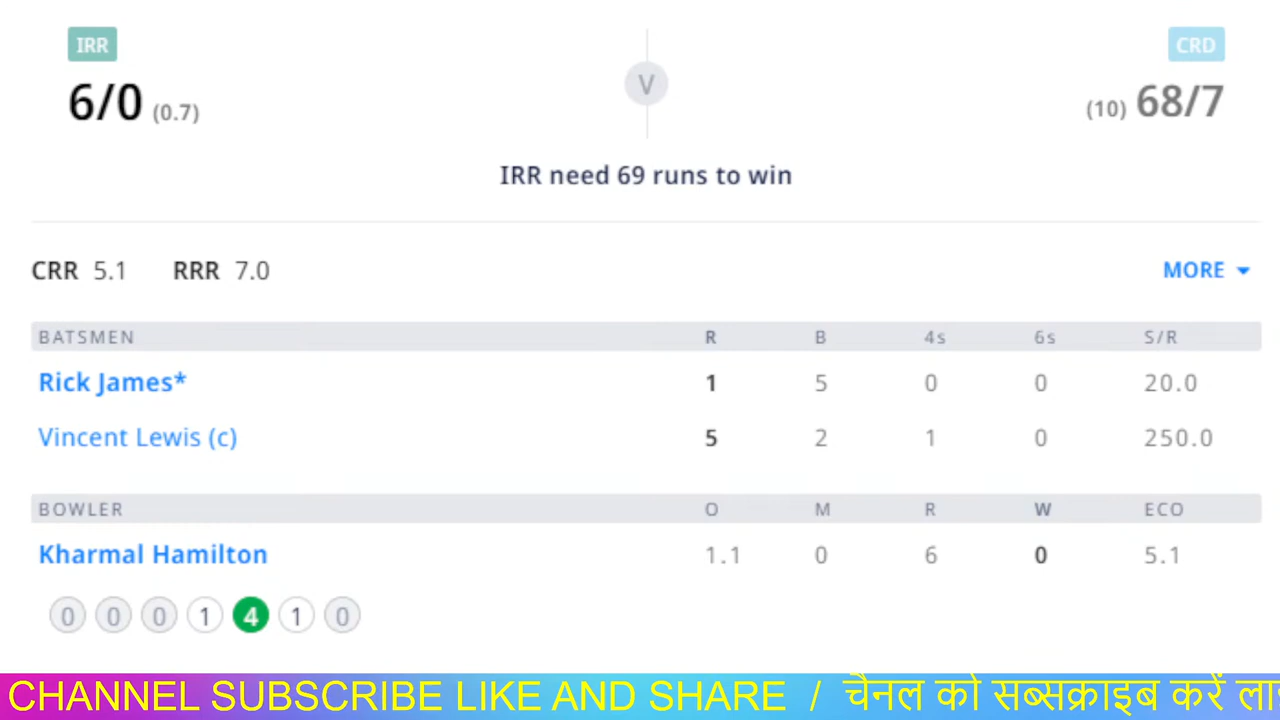 IRR
CRD
6/0 (0.7)
V
(10) 68/7
IRR need 69 runs to win
CRR 5.1 RRR 7.0
MORE
BATSMEN R B 4s 6s S/R
Rick James* 1 5 0 0 20.0
Vincent Lewis (c) 5 2 1 0 250.0
BOWLER O M R W ECO
Kharmal Hamilton 1.1 0 6 0 5.1
0 0 0 1 4 1 0
CHANNEL SUBSCRIBE LIKE AND SHARE / चैनल को सब्सक्राइब करें